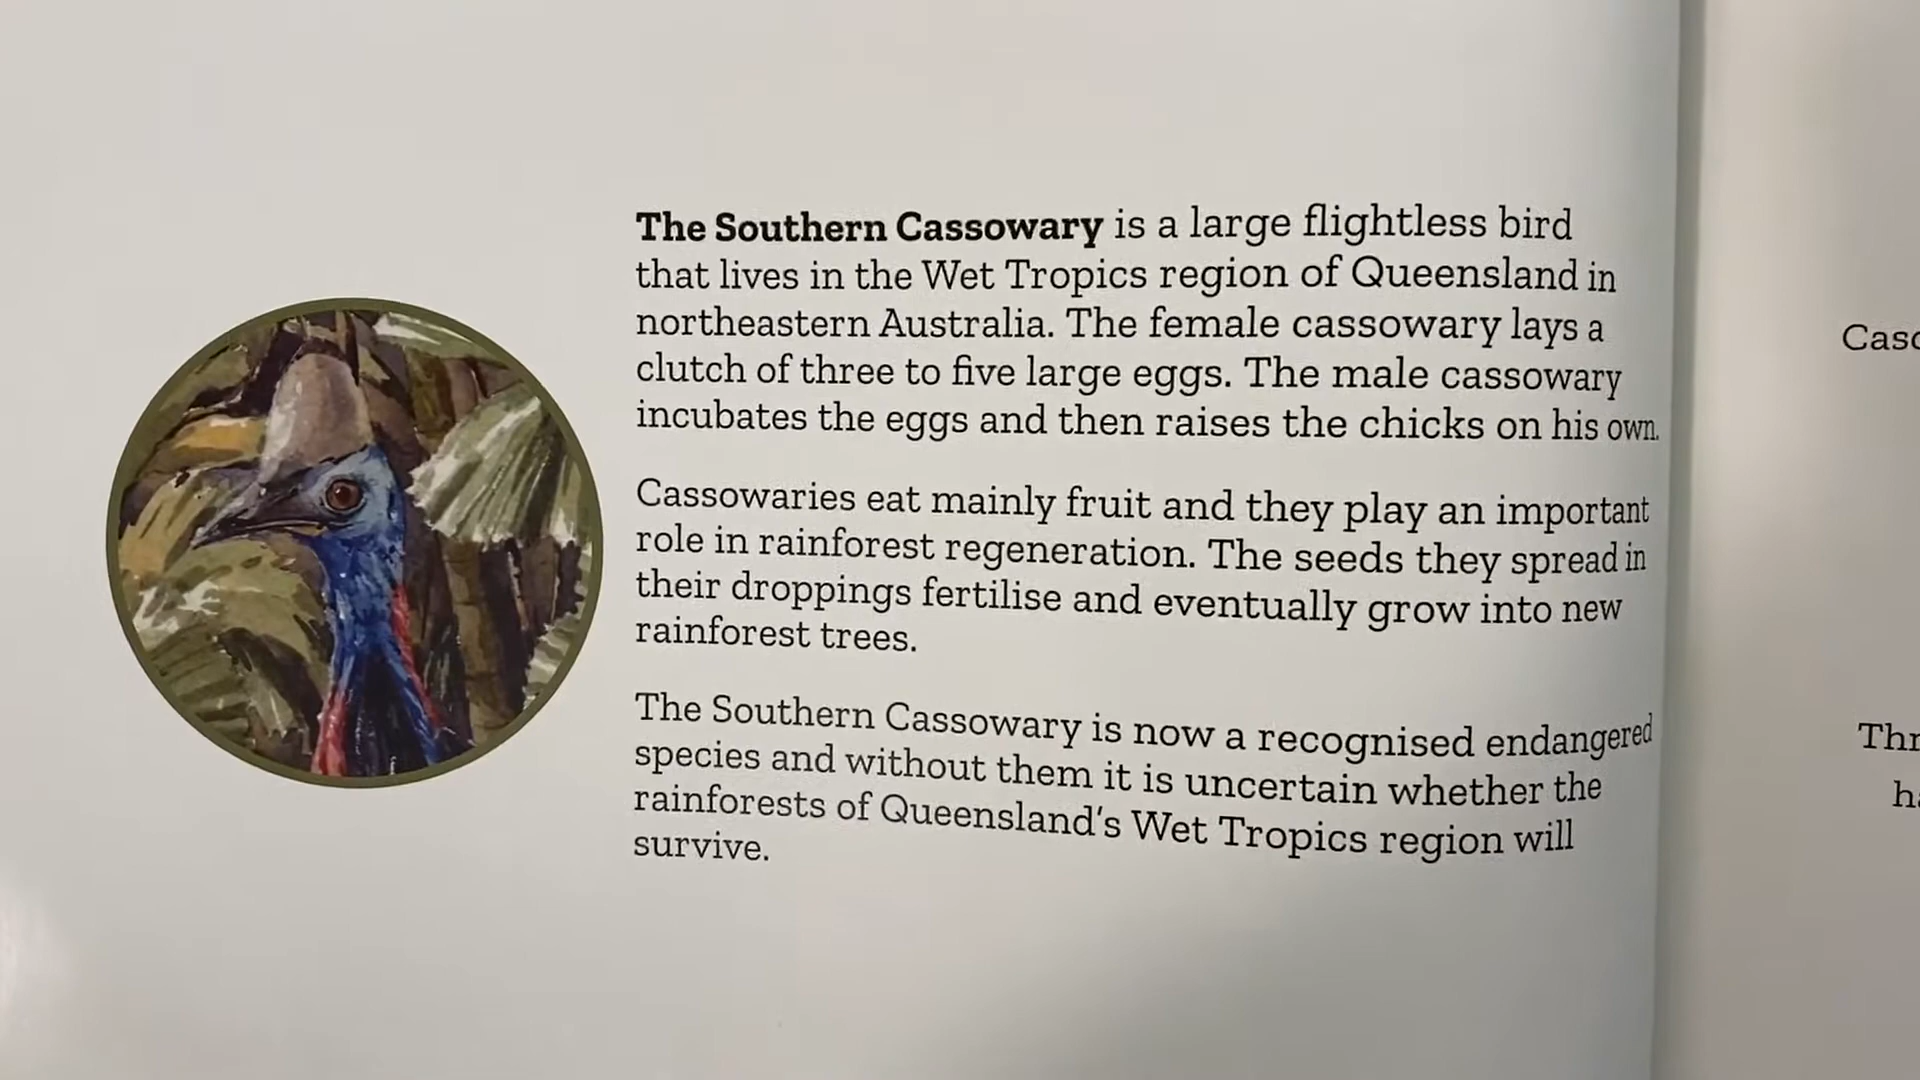 The Southern Cassowary is a large flightless bird
that lives in the Wet Tropics region of Queensland in
northeastern Australia. The female cassowary lays a
clutch of three to five large eggs. The male cassowary
incubates the eggs and then raises the chicks on his own.
Cassowaries eat mainly fruit and they play an important
role in rainforest regeneration. The seeds they spread in
their droppings fertilise and eventually grow into new
rainforest trees.
The Southern Cassowary is now a recognised endangered
species and without them it is uncertain whether the
rainforests of Queensland's Wet Tropics region will
survive.